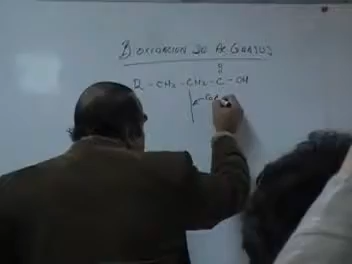 B OXIDACION DE AC GRASOS
O
R - CH₂ - CH₂ - C - OH